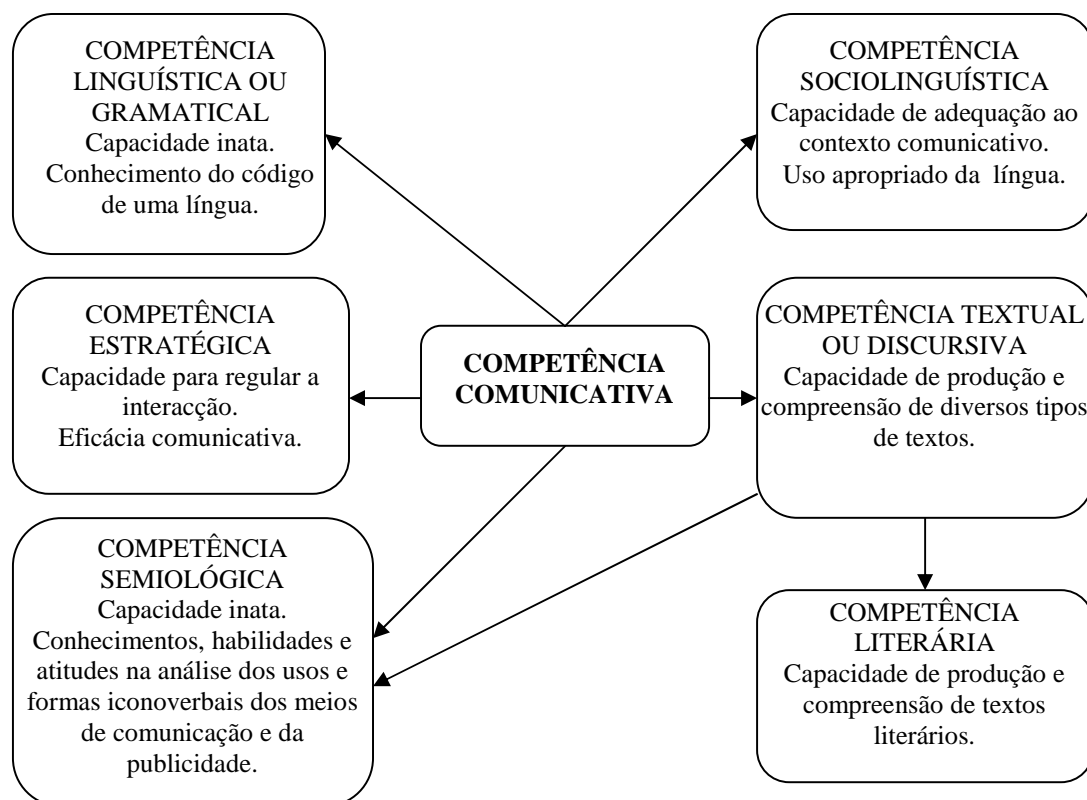 COMPETÊNCIA
LINGUÍSTICA OU
GRAMATICAL
Capacidade inata.
Conhecimento do código
de uma língua.
COMPETÊNCIA
SOCIOLINGUÍSTICA
Capacidade de adequação ao
contexto comunicativo.
Uso apropriado da língua.
COMPETÊNCIA
ESTRATÉGICA
Capacidade para regular a
interacção.
Eficácia comunicativa.
COMPETÊNCIA
COMUNICATIVA
COMPETÊNCIA TEXTUAL
OU DISCURSIVA
Capacidade de produção e
compreensão de diversos tipos
de textos.
COMPETÊNCIA
SEMIOLÓGICA
Capacidade inata.
Conhecimentos, habilidades e
atitudes na análise dos usos e
formas iconoverbais dos meios
de comunicação e da
publicidade.
COMPETÊNCIA
LITERÁRIA
Capacidade de produção e
compreensão de textos
literários.